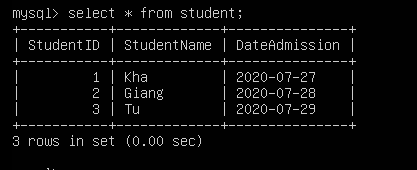 mysql> select * from student;
+-----------+-------------+---------------+
| StudentID | StudentName | DateAdmission |
+-----------+-------------+---------------+
|         1 | Kha         | 2020-07-27    |
|         2 | Giang       | 2020-07-28    |
|         3 | Tu          | 2020-07-29    |
+-----------+-------------+---------------+
3 rows in set (0.00 sec)